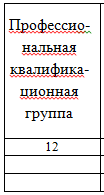 Профессио-
нальная
квалифика-
ционная
группа
12